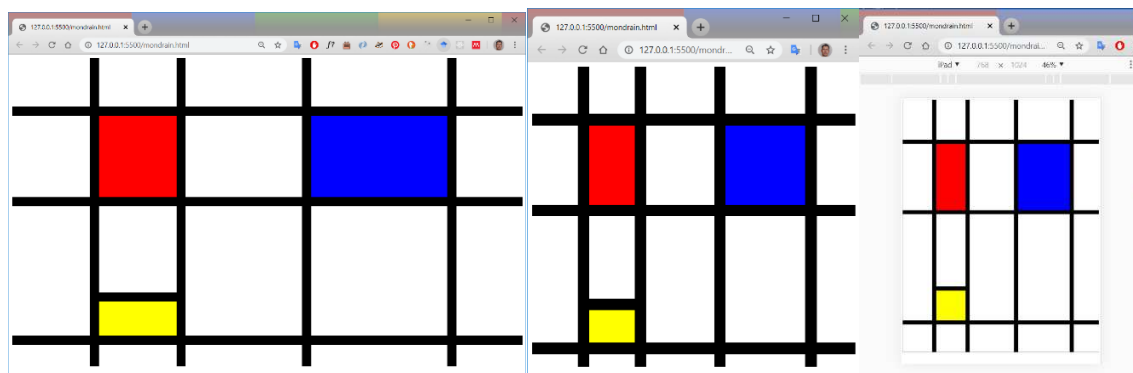 127.0.0.1:5500/mondrain.html
127.0.0.1:5500/mondrain.html
127.0.0.1:5500/mondrain.html
127.0.0.1:5500/mondr...
127.0.0.1:5500/mondrain.html
127.0.0.1:5500/mondrai...
iPad 768 × 1024 46%